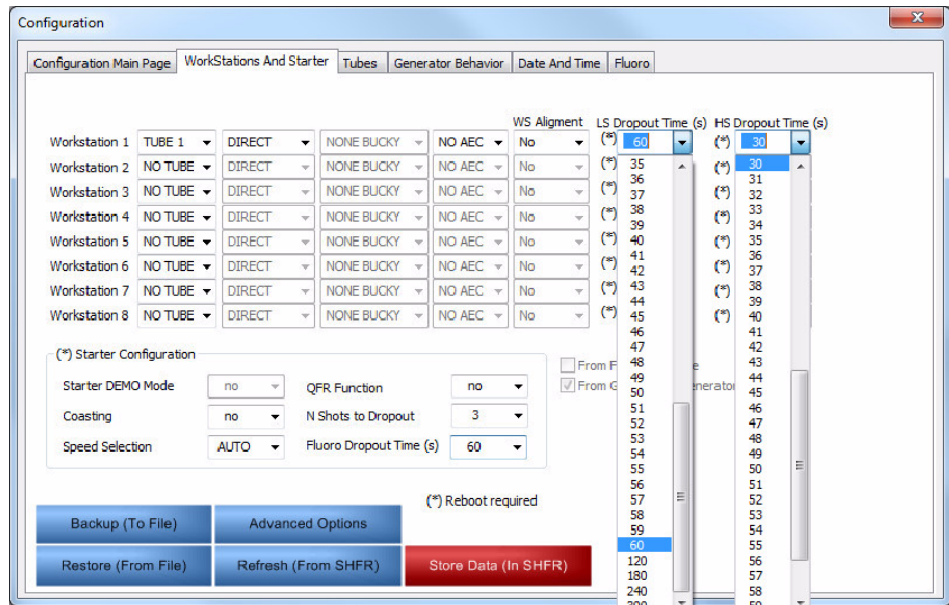 Configuration
x
Configuration Main Page WorkStations And Starter Tubes Generator Behavior Date And Time Fluoro
WS Aligment LS Dropout Time (s) HS Dropout Time (s)
Workstation 1 TUBE 1 DIRECT NONE BUCKY NO AEC No (*) 60 (*) 30
Workstation 2 NO TUBE DIRECT NONE BUCKY NO AEC No (*) (*)
Workstation 3 NO TUBE DIRECT NONE BUCKY NO AEC No (*) (*)
Workstation 4 NO TUBE DIRECT NONE BUCKY NO AEC No (*) (*)
Workstation 5 NO TUBE DIRECT NONE BUCKY NO AEC No (*) (*)
Workstation 6 NO TUBE DIRECT NONE BUCKY NO AEC No (*) (*)
Workstation 7 NO TUBE DIRECT NONE BUCKY NO AEC No (*) (*)
Workstation 8 NO TUBE DIRECT NONE BUCKY NO AEC No (*) (*)
35
36
37
38
39
40
41
42
43
44
45
46
47
48
49
50
51
52
53
54
55
56
57
58
59
60
120
180
240
300
30
31
32
33
34
35
36
37
38
39
40
41
42
43
44
45
46
47
48
49
50
51
52
53
54
55
56
57
58
59
(*) Starter Configuration
Starter DEMO Mode no QFR Function no
Coasting no N Shots to Dropout 3
Speed Selection AUTO Fluoro Dropout Time (s) 60
From
From
(*) Reboot required
Backup (To File) Advanced Options
Restore (From File) Refresh (From SHFR) Store Data (In SHFR)